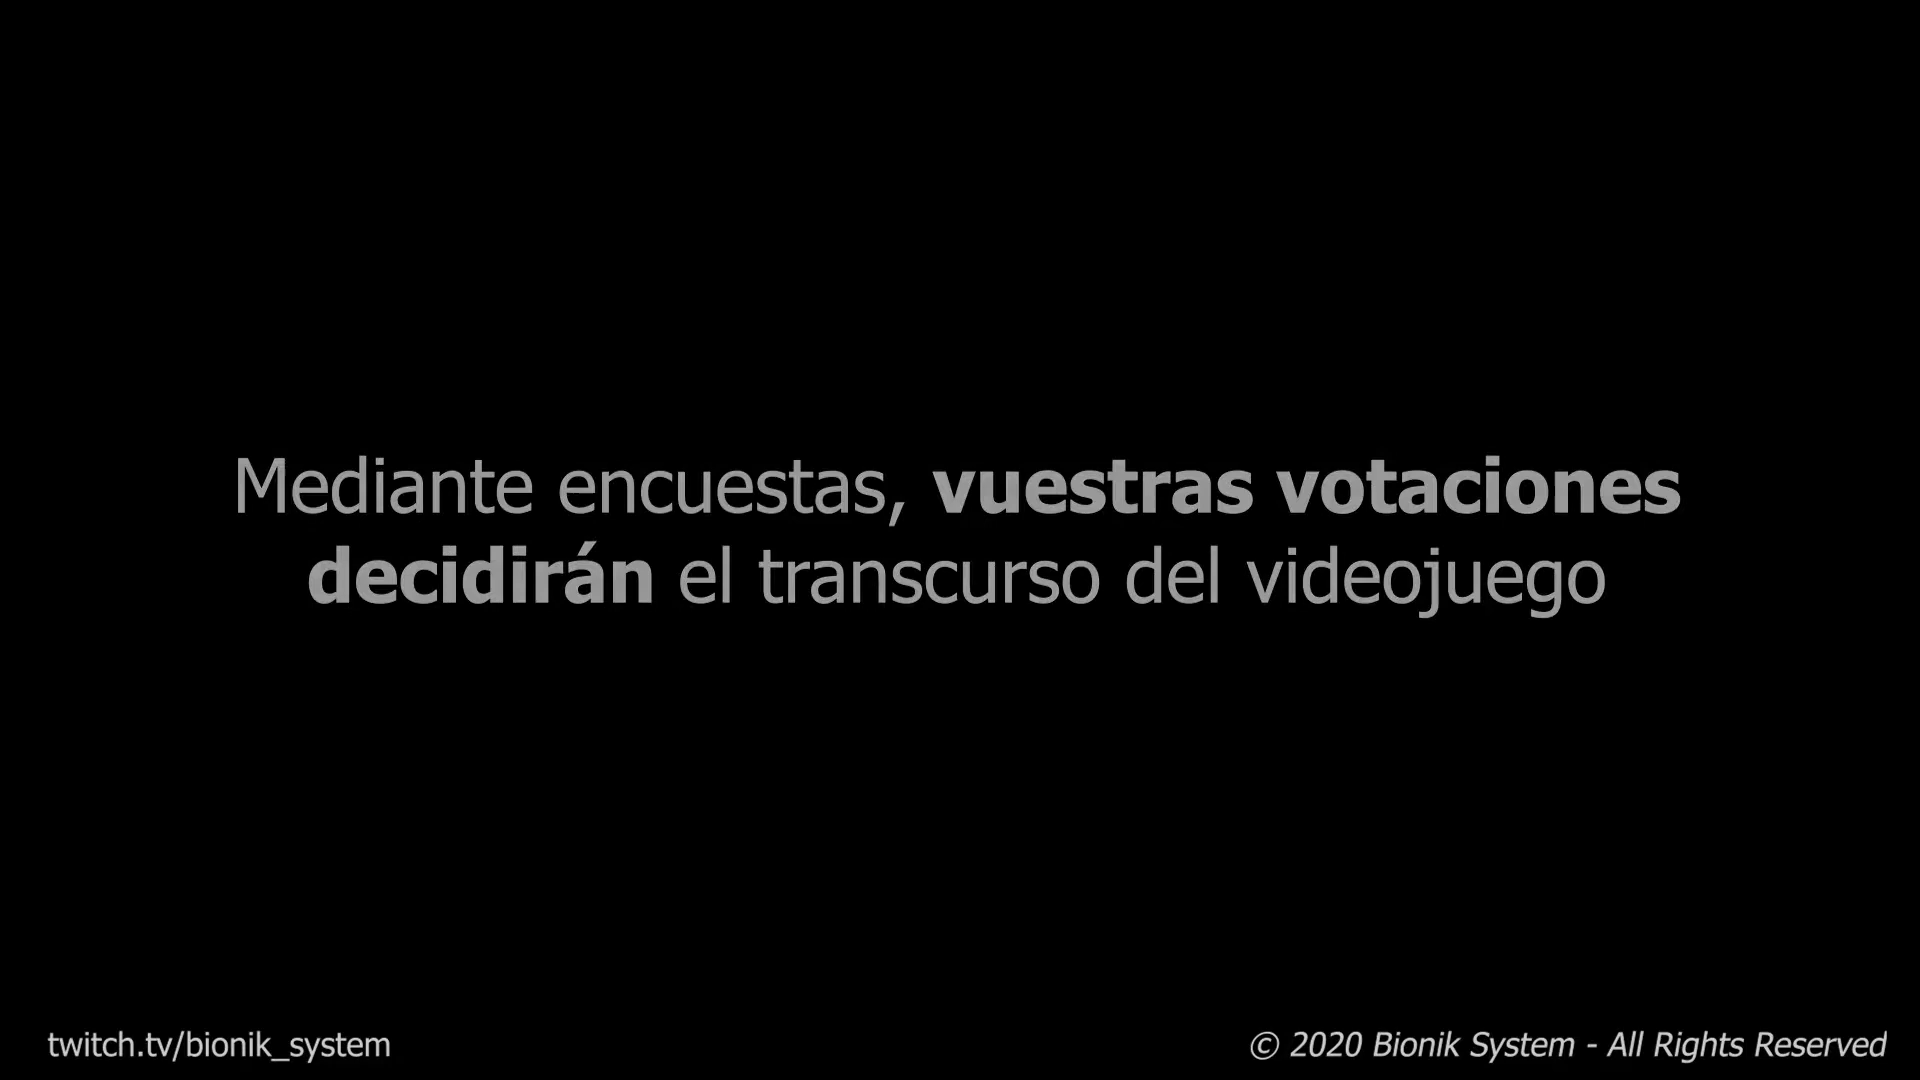 Mediante encuestas, vuestras votaciones
decidirán el transcurso del videojuego
twitch.tv/bionik_system
© 2020 Bionik System - All Rights Reserved